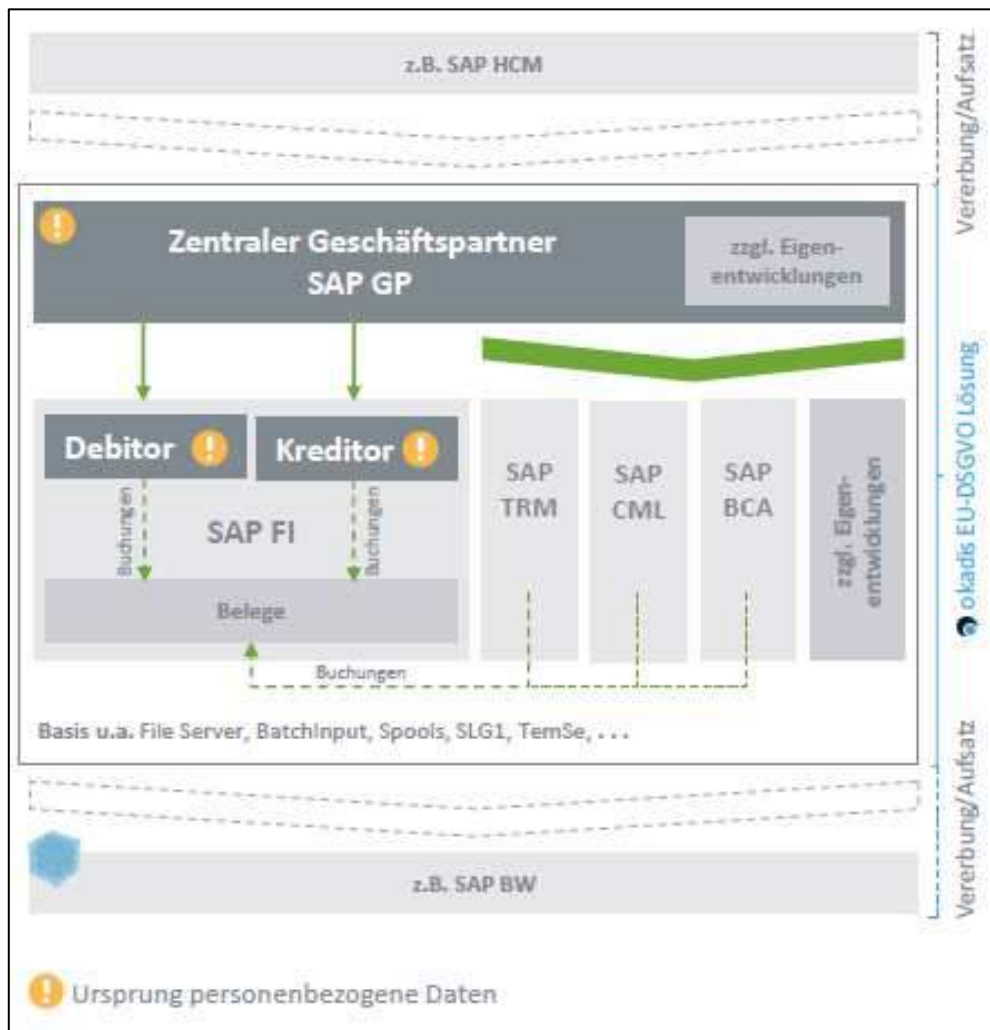 z.B. SAP HCM
Vererbung/Aufsatz
Zentraler Geschäftspartner
SAP GP
zzgl. Eigen-
entwicklungen
Debitor
Kreditor
Buchungen
Buchungen
SAP FI
Belege
SAP
TRM
SAP
CML
SAP
BCA
zzgl. Eigen-
entwicklungen
Buchungen
Basis u.a. File Server, BatchInput, Spools, SLG1, TemSe, . . .
okadis EU-DSGVO Lösung
Vererbung/Aufsatz
z.B. SAP BW
Ursprung personenbezogene Daten